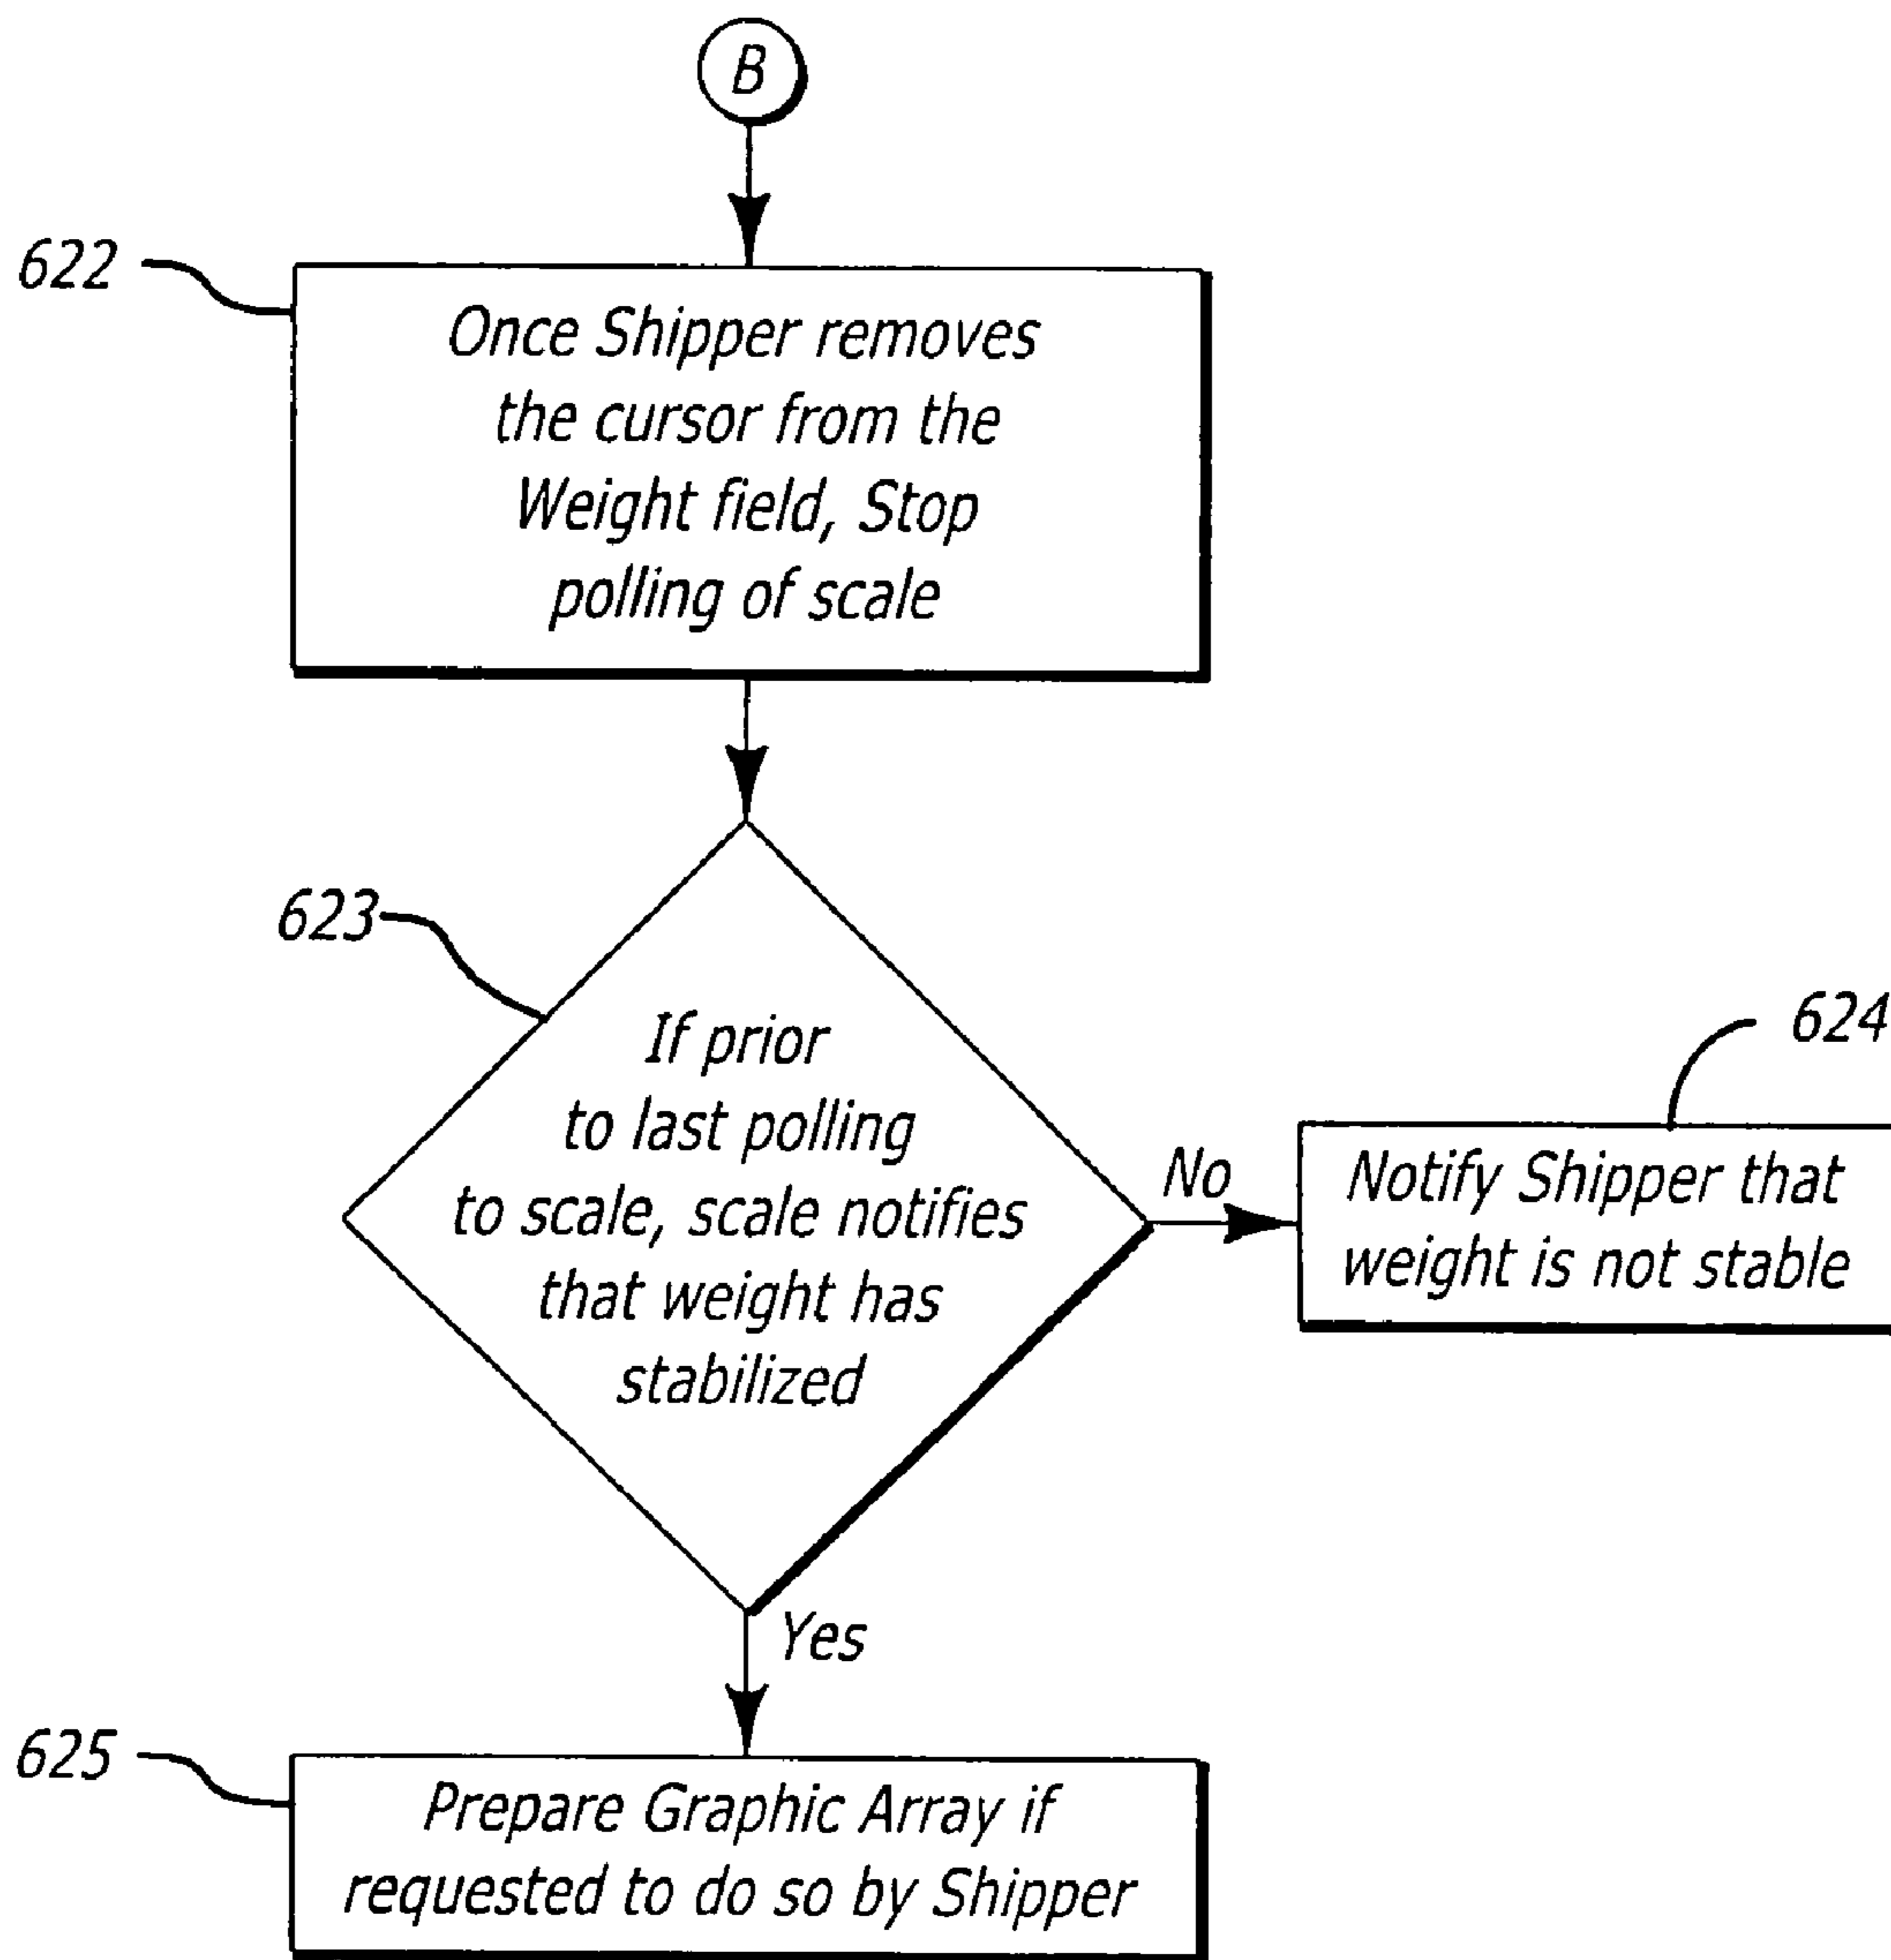 B
622
Once Shipper removes
the cursor from the
Weight field, Stop
polling of scale
623
If prior
to last polling
to scale, scale notifies
that weight has
stabilized
No
624
Notify Shipper that
weight is not stable
Yes
625
Prepare Graphic Array if
requested to do so by Shipper